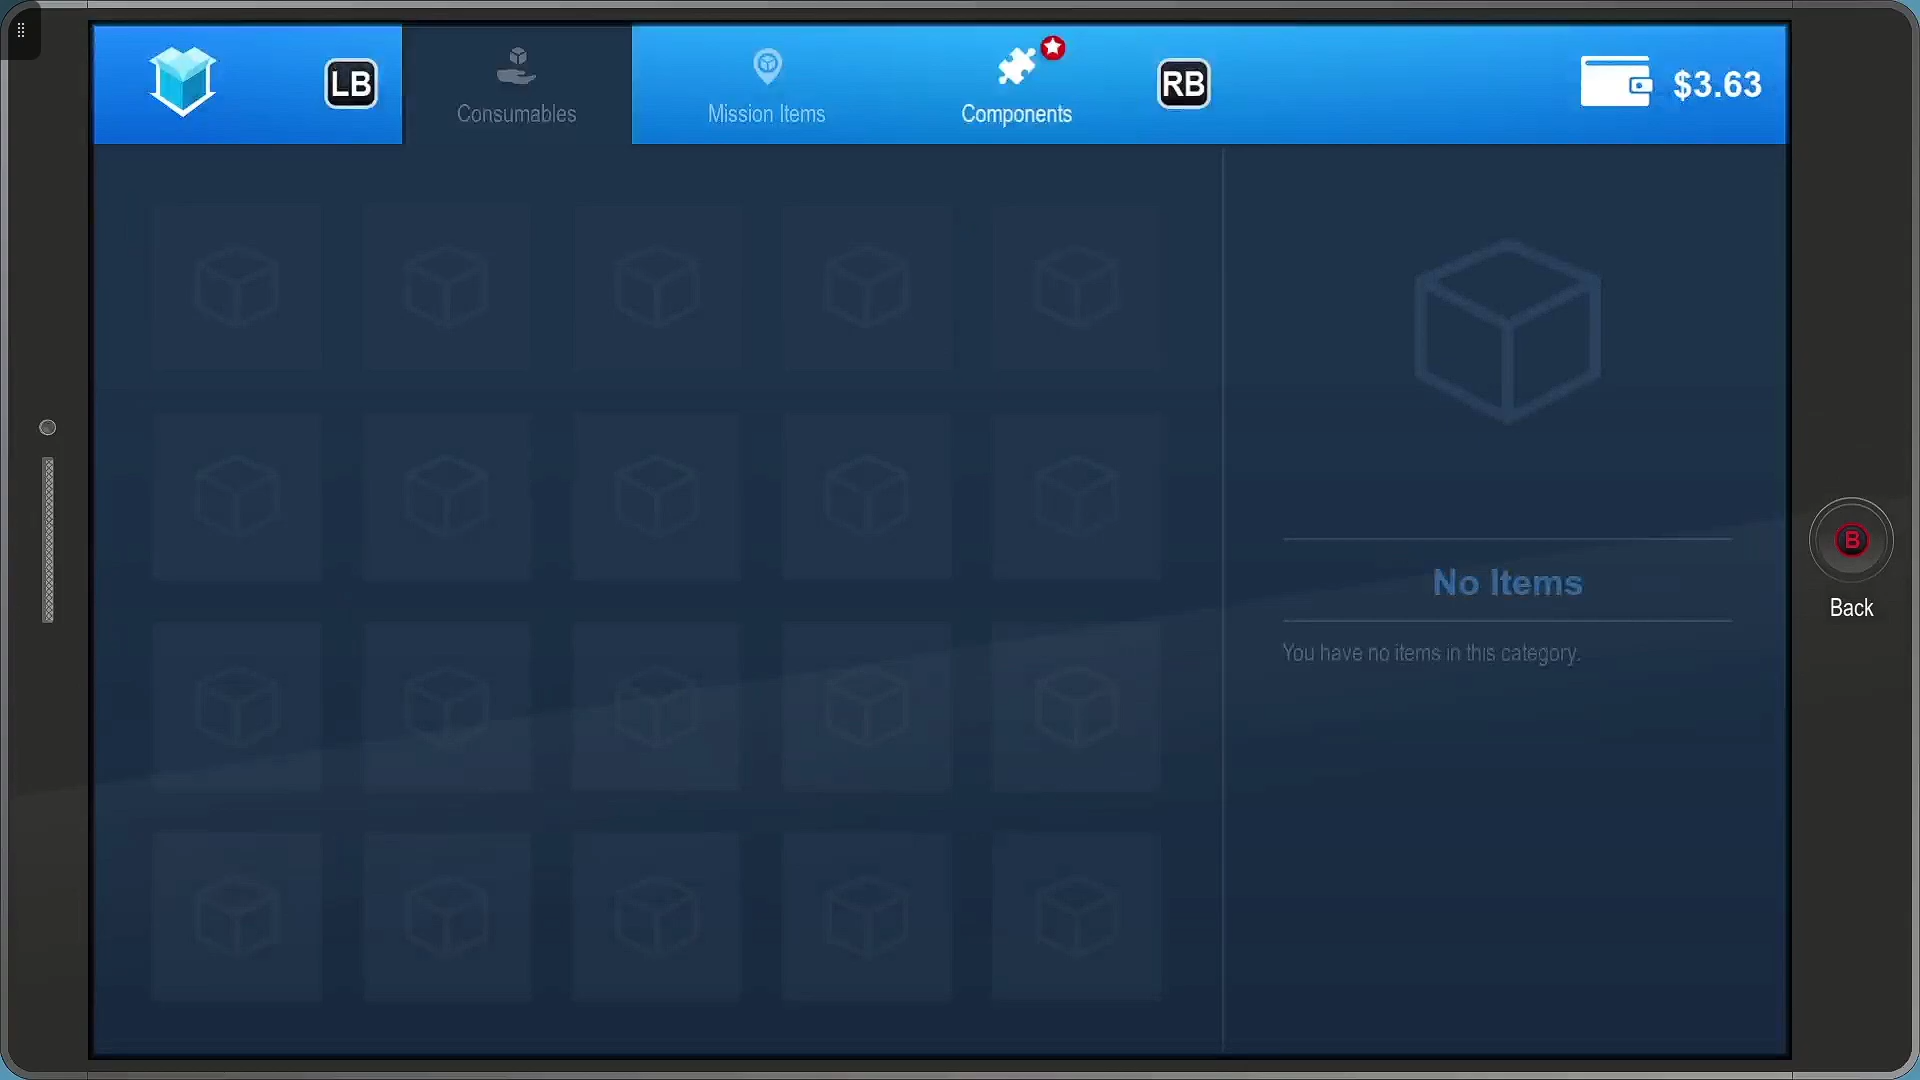 LB
Consumables
Mission Items
Components
RB
$3.63
No Items
You have no items in this category.
B
Back